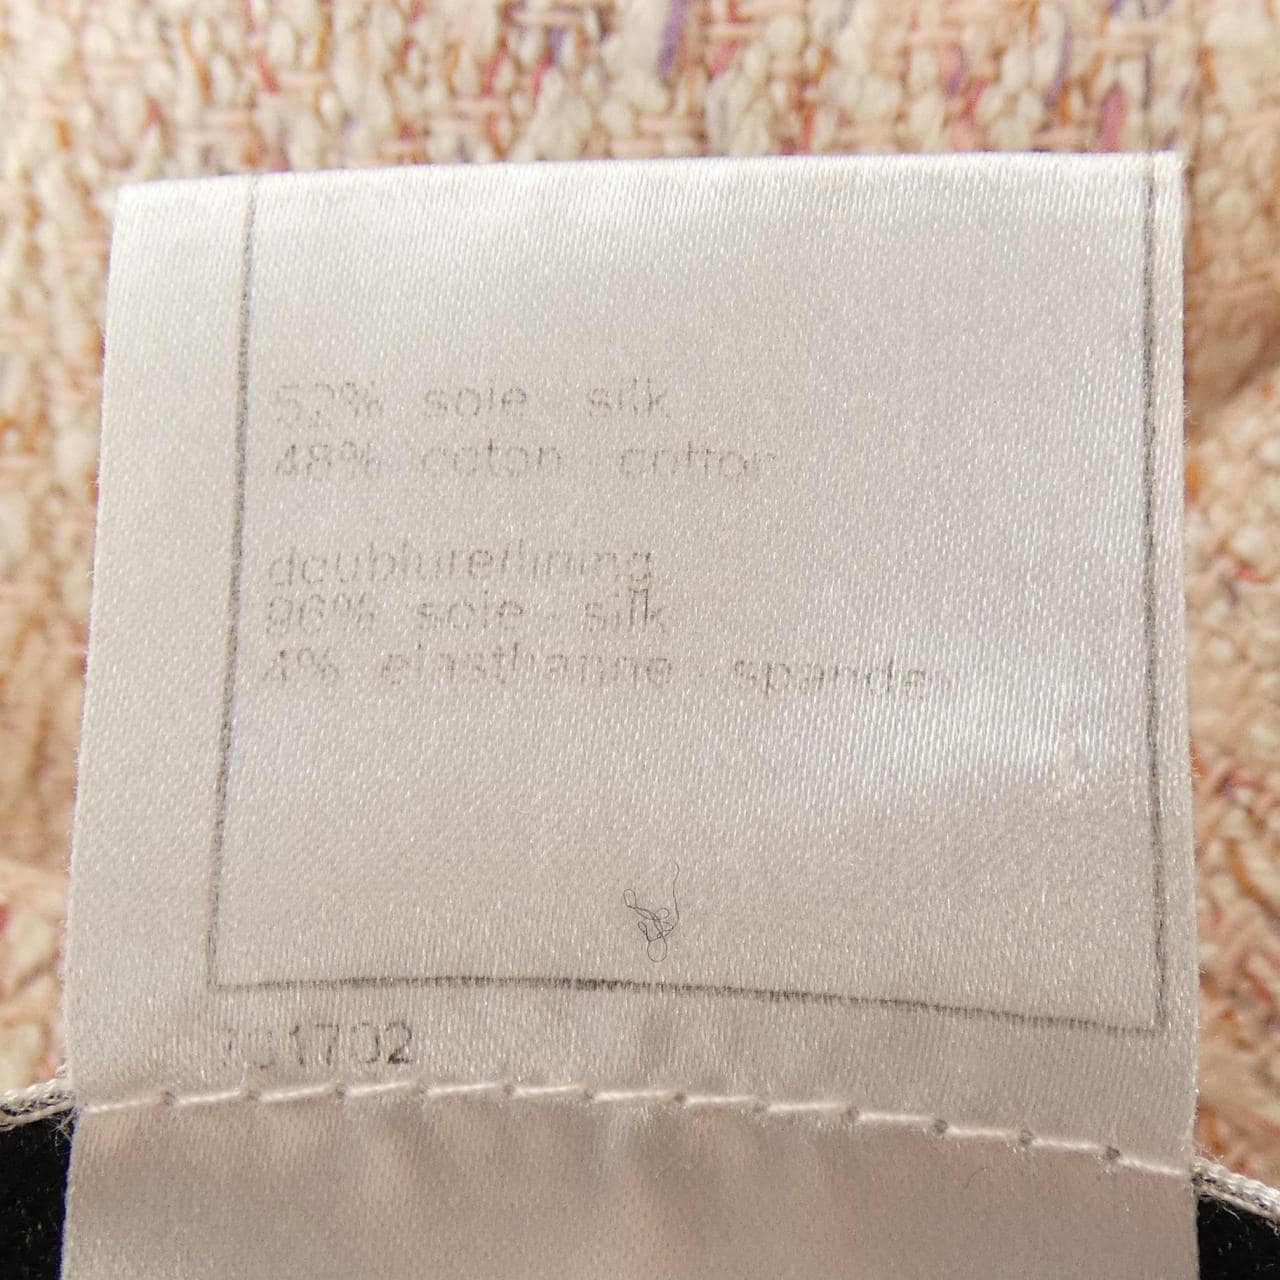 52% soie - silk
48% coton - cotton
doublure/lining
96% soie - silk
4% elasthanne - spandex